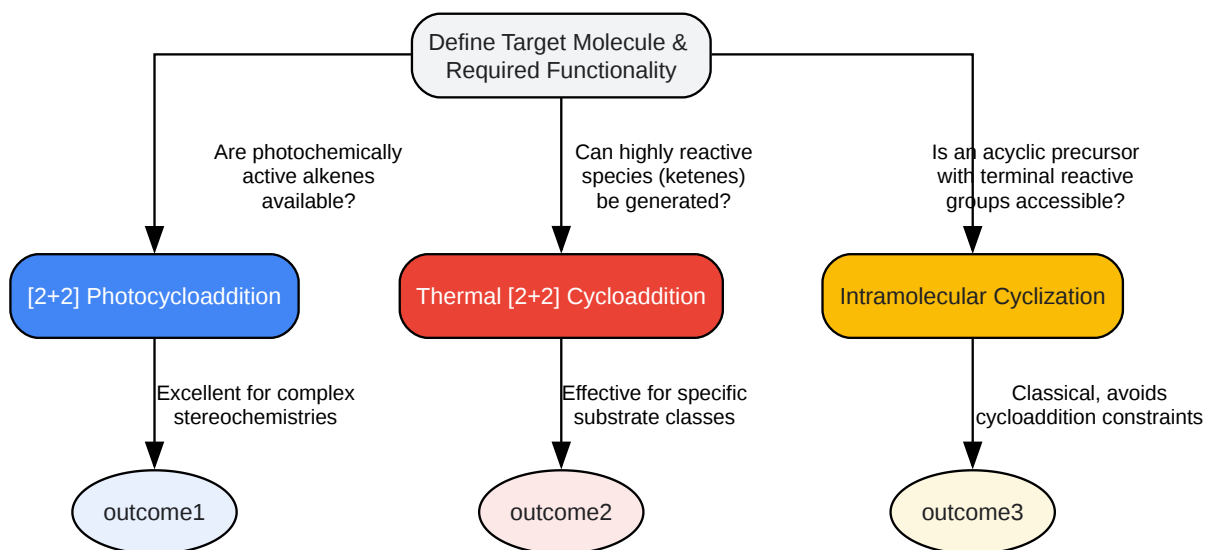 Define Target Molecule &
Required Functionality
Are photochemically
active alkenes
available?
Can highly reactive
species (ketenes)
be generated?
Is an acyclic precursor
with terminal reactive
groups accessible?
[2+2] Photocycloaddition
Thermal [2+2] Cycloaddition
Intramolecular Cyclization
Excellent for complex
stereochemistries
Effective for specific
substrate classes
Classical, avoids
cycloaddition constraints
outcome1
outcome2
outcome3